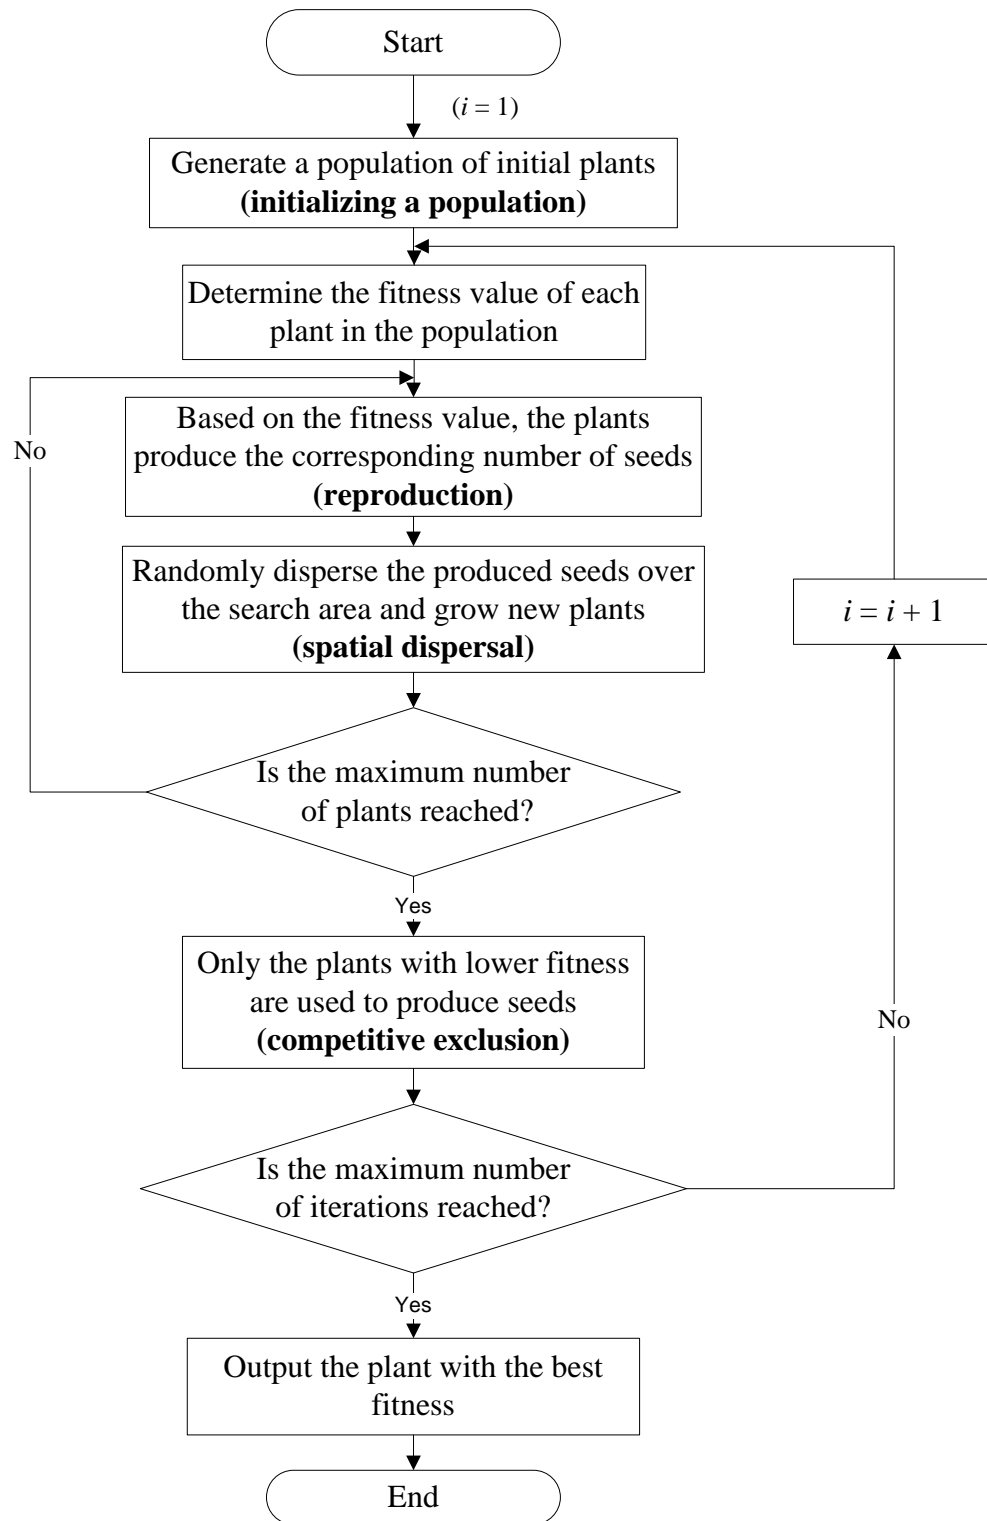 Start
(i = 1)
Generate a population of initial plants
(initializing a population)
Determine the fitness value of each
plant in the population
Based on the fitness value, the plants
produce the corresponding number of seeds
(reproduction)
No
Randomly disperse the produced seeds over
the search area and grow new plants
(spatial dispersal)
i = i + 1
Is the maximum number
of plants reached?
Yes
Only the plants with lower fitness
are used to produce seeds
(competitive exclusion)
No
Is the maximum number
of iterations reached?
Yes
Output the plant with the best
fitness
End